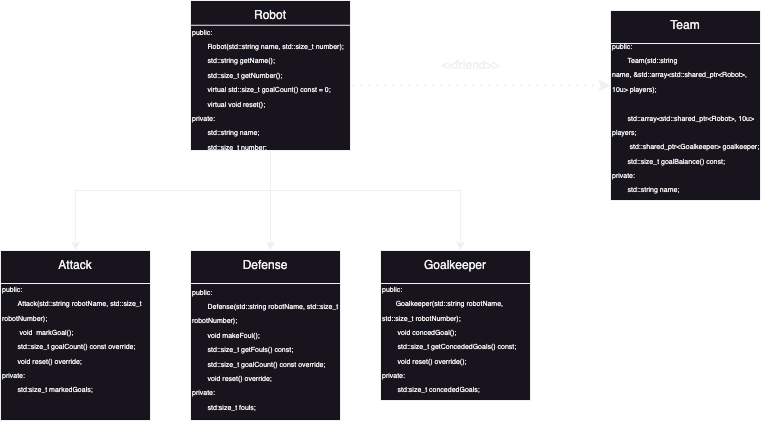 Robot
public:
Robot(std::string name, std::size_t number);
std::string getName();
std::size_t getNumber();
virtual std::size_t goalCount() const = 0;
virtual void reset();
private:
std::string name;
std::size_t number;
<<friend>>
Team
public:
Team(std::string
name, &std::array<std::shared_ptr<Robot>,
10u> players);
std::array<std::shared_ptr<Robot>, 10u>
players;
std::shared_ptr<Goalkeeper> goalkeeper;
std::size_t goalBalance() const;
private:
std::string name;
Attack
public:
Attack(std::string robotName, std::size_t
robotNumber);
void markGoal();
std::size_t goalCount() const override;
void reset() override;
private:
std:size_t markedGoals;
Defense
public:
Defense(std::string robotName, std::size_t
robotNumber);
void makeFoul();
std::size_t getFouls() const;
std::size_t goalCount() const override;
void reset() override;
private:
std:size_t fouls;
Goalkeeper
public:
Goalkeeper(std::string robotName,
std::size_t robotNumber);
void concedGoal();
std::size_t getConcededGoals() const;
void reset() override();
private:
std::size_t concededGoals;